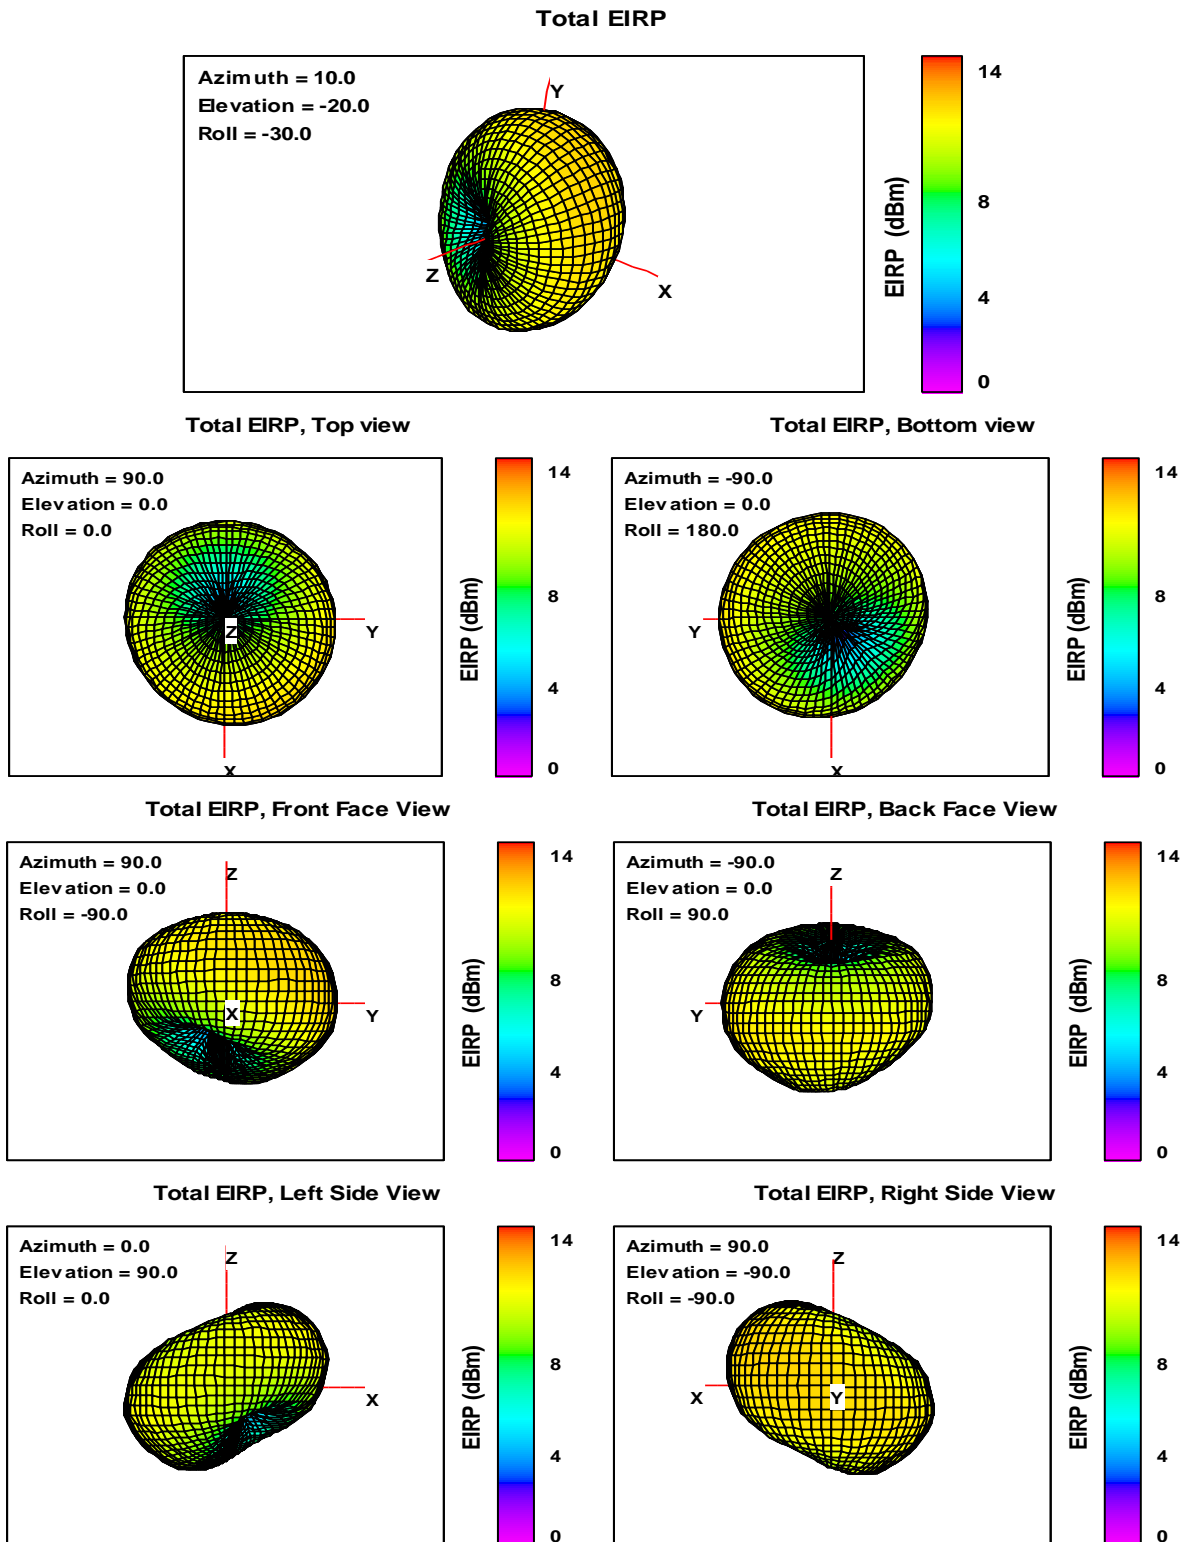 Total EIRP
Azimuth = 10.0
Elevation = -20.0
Roll = -30.0
Y
Z
X
EIRP (dBm)
14
8
4
0
Total EIRP, Top view
Azimuth = 90.0
Elevation = 0.0
Roll = 0.0
Z
Y
X
EIRP (dBm)
14
8
4
0
Total EIRP, Bottom view
Azimuth = -90.0
Elevation = 0.0
Roll = 180.0
Y
X
EIRP (dBm)
14
8
4
0
Total EIRP, Front Face View
Azimuth = 90.0
Elevation = 0.0
Roll = -90.0
Z
X
Y
EIRP (dBm)
14
8
4
0
Total EIRP, Back Face View
Azimuth = -90.0
Elevation = 0.0
Roll = 90.0
Z
Y
EIRP (dBm)
14
8
4
0
Total EIRP, Left Side View
Azimuth = 0.0
Elevation = 90.0
Roll = 0.0
Z
X
EIRP (dBm)
14
8
4
0
Total EIRP, Right Side View
Azimuth = 90.0
Elevation = -90.0
Roll = -90.0
Z
X
Y
EIRP (dBm)
14
8
4
0